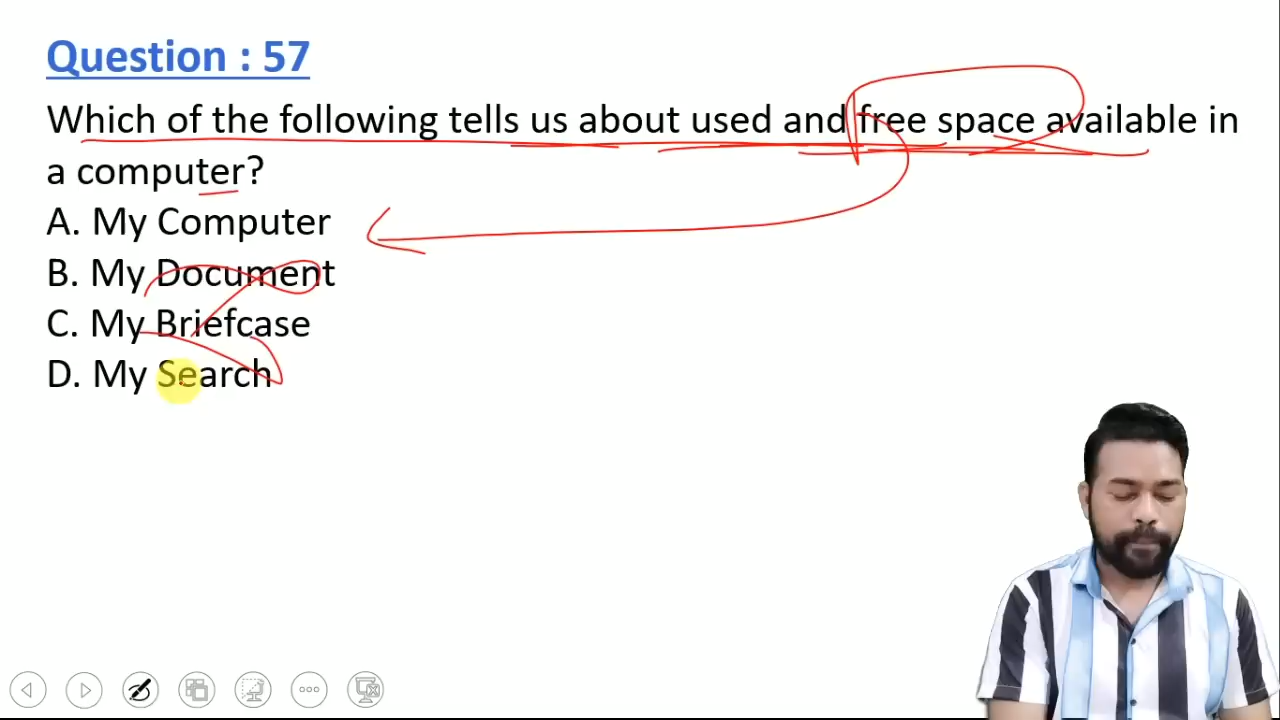 Question : 57
Which of the following tells us about used and free space available in
a computer?
A. My Computer
B. My Document
C. My Briefcase
D. My Search